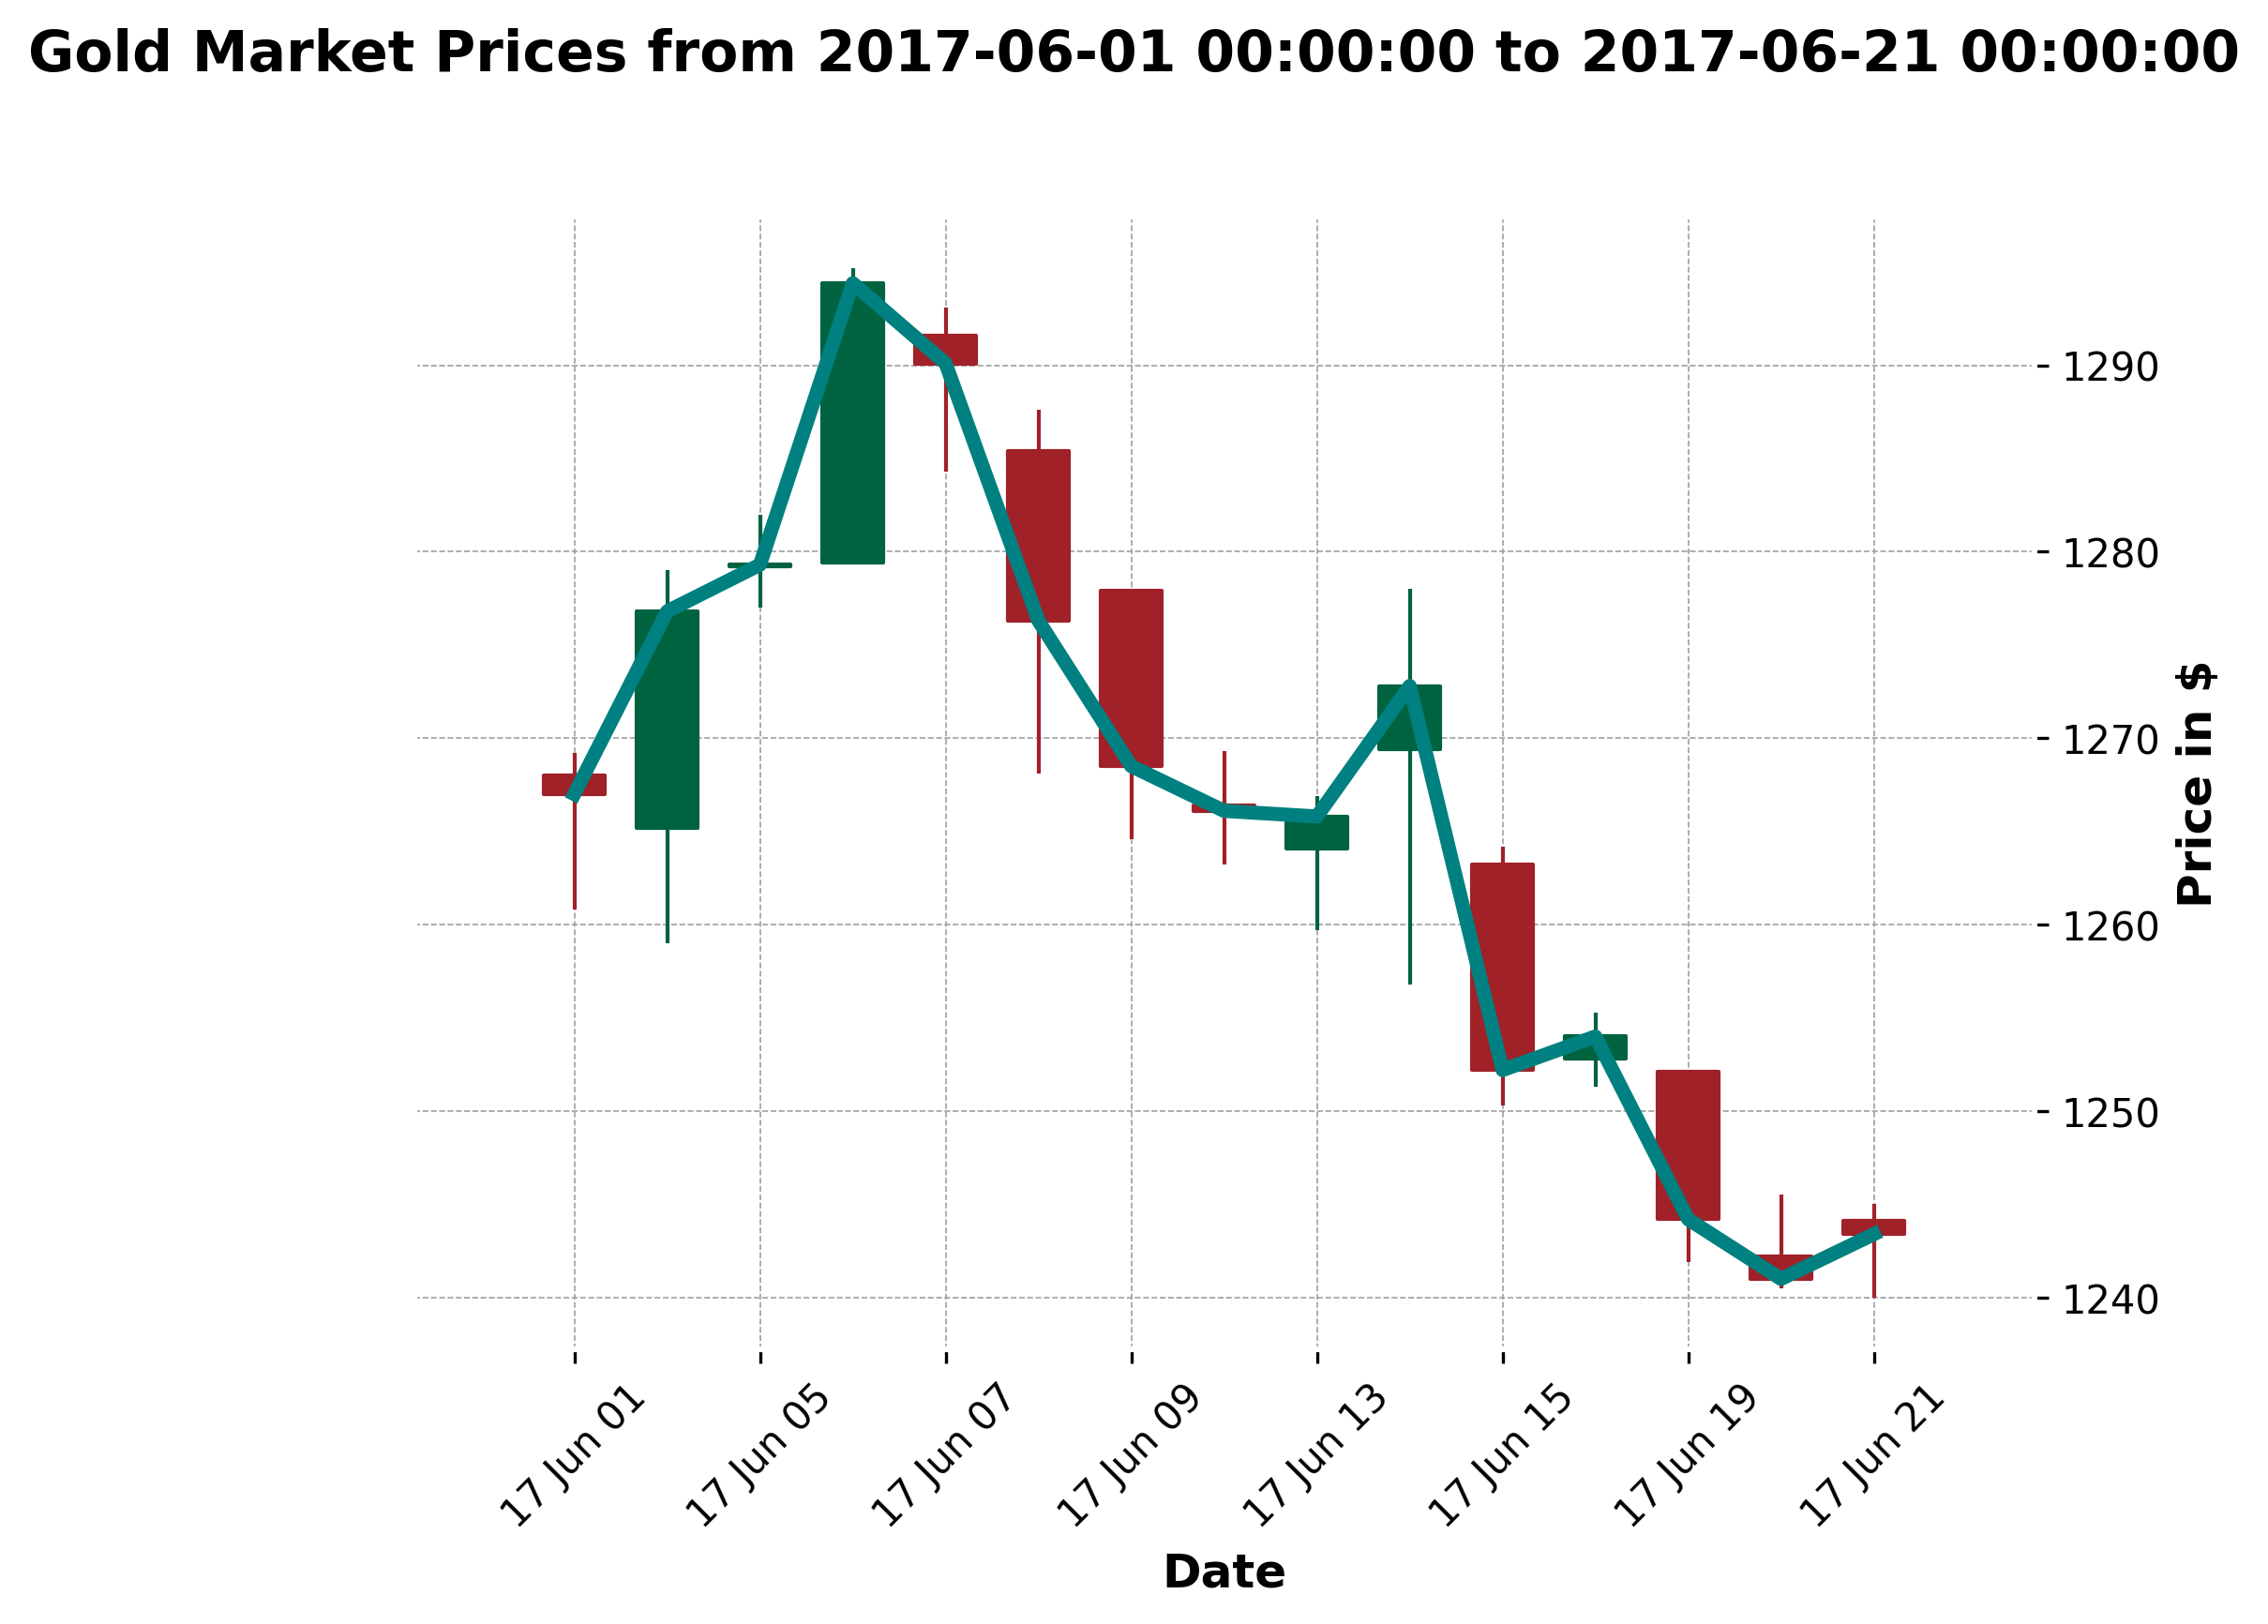 Gold Market Prices from 2017-06-01 00:00:00 to 2017-06-21 00:00:00
1290
1280
1270
1260
1250
1240
Price in $
17 Jun 01
17 Jun 05
17 Jun 07
17 Jun 09
17 Jun 13
17 Jun 15
17 Jun 19
17 Jun 21
Date